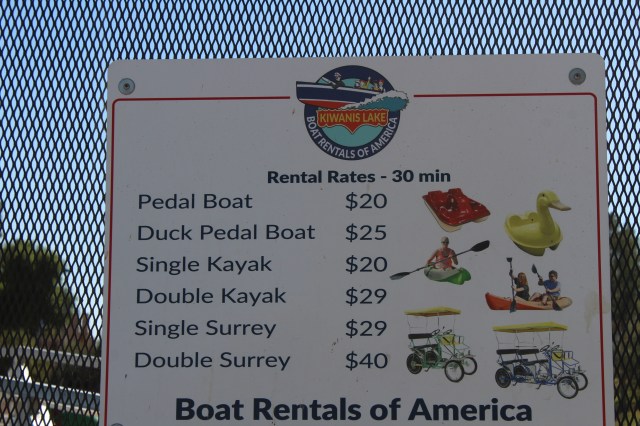 KIWANIS LAKE
BOAT RENTALS OF AMERICA
Rental Rates - 30 min
Pedal Boat $20
Duck Pedal Boat $25
Single Kayak $20
Double Kayak $29
Single Surrey $29
Double Surrey $40
Boat Rentals of America